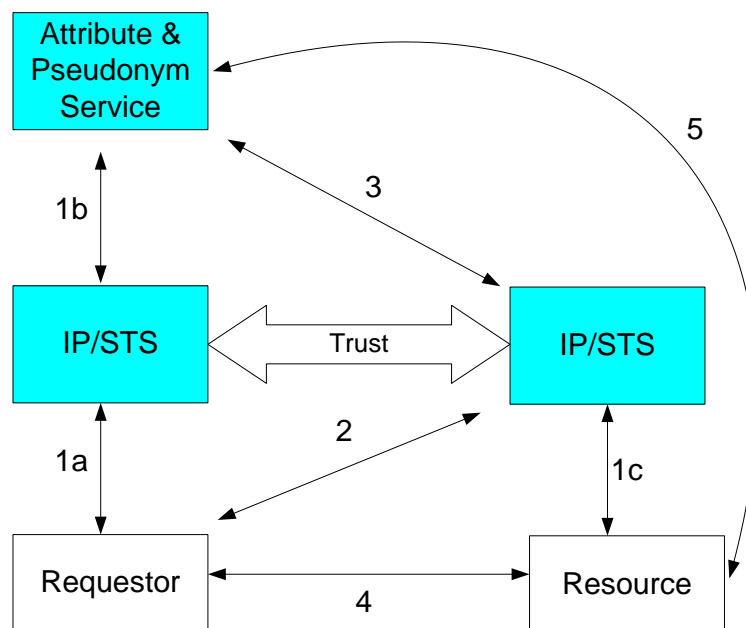 Attribute &
Pseudonym
Service
5
3
1b
IP/STS
Trust
IP/STS
2
1a
1c
Requestor
4
Resource